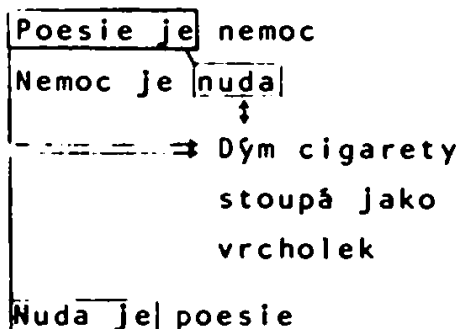 Poesie je nemoc
Nemoc je nuda
Dým cigarety
stoupá jako
vrcholek
Nuda je poesie